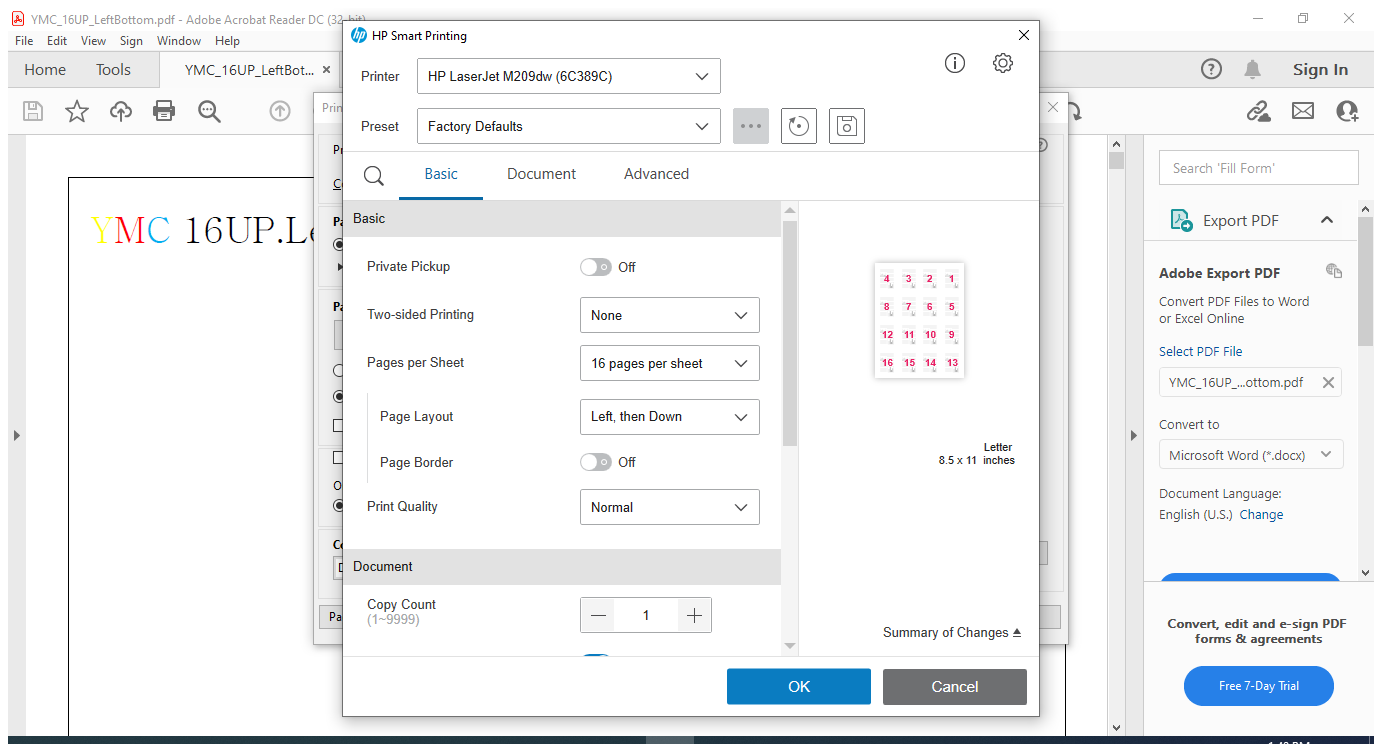 YMC_16UP_LeftBottom.pdf - Adobe Acrobat Reader DC (32-bit)
File Edit View Sign Window Help
Home Tools YMC_16UP_LeftBot... × Sign In
YMC 16UP.Le
HP Smart Printing
Printer HP LaserJet M209dw (6C389C)
Preset Factory Defaults
Basic Document Advanced
Basic
Private Pickup Off
Two-sided Printing None
Pages per Sheet 16 pages per sheet
Page Layout Left, then Down
Page Border Off
Print Quality Normal
Document
Copy Count 1
(1~9999)
4 3 2 1
8 7 6 5
12 11 10 9
16 15 14 13
Letter
8.5 x 11 inches
Summary of Changes
OK Cancel
Search 'Fill Form'
Export PDF
Adobe Export PDF
Convert PDF Files to Word
or Excel Online
Select PDF File
YMC_16UP_...ottom.pdf
Convert to
Microsoft Word (*.docx)
Document Language:
English (U.S.) Change
Convert, edit and e-sign PDF
forms & agreements
Free 7-Day Trial